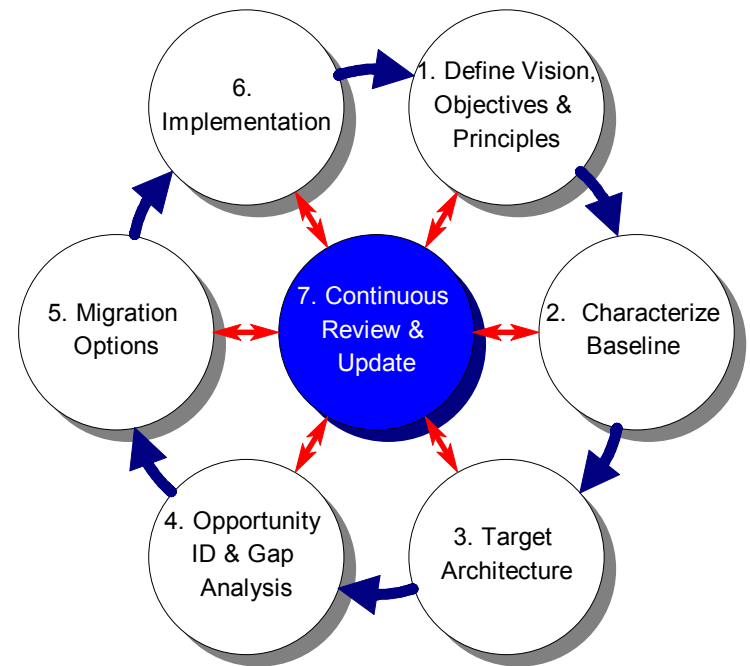 1. Define Vision,
Objectives &
Principles
2. Characterize
Baseline
3. Target
Architecture
4. Opportunity
ID & Gap
Analysis
5. Migration
Options
6.
Implementation
7. Continuous
Review &
Update